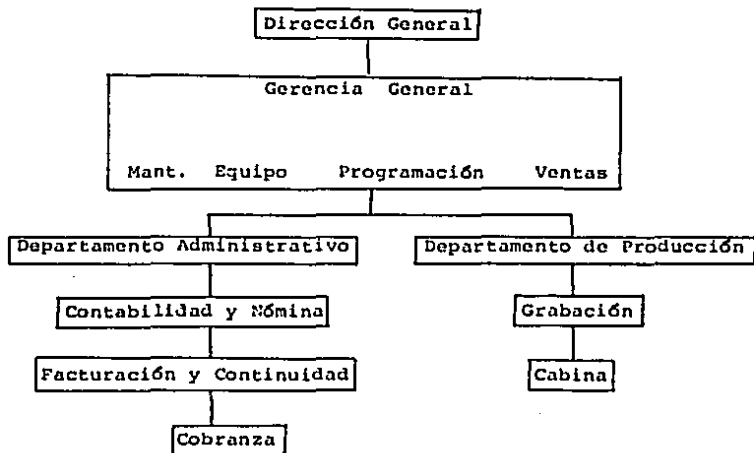 Dirección General
Gerencia General
Mant. Equipo Programación Ventas
Departamento Administrativo
Departamento de Producción
Contabilidad y Nómina
Grabación
Facturación y Continuidad
Cabina
Cobranza